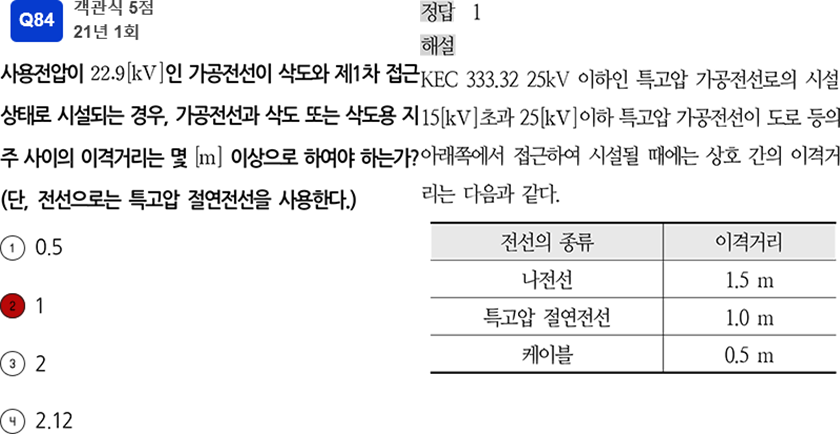 Q84
객관식 5점
21년 1회
사용전압이 22.9[kV]인 가공전선이 삭도와 제1차 접근
상태로 시설되는 경우, 가공전선과 삭도 또는 삭도용 지
주 사이의 이격거리는 몇 [m] 이상으로 하여야 하는가?
(단, 전선으로는 특고압 절연전선을 사용한다.)
1 0.5
2 1
3 2
4 2.12
정답 1
해설
KEC 333.32 25kV 이하인 특고압 가공전선로의 시설
15[kV]초과 25[kV]이하 특고압 가공전선이 도로 등의
아래쪽에서 접근하여 시설될 때에는 상호 간의 이격거
리는 다음과 같다.
전선의 종류 이격거리
나전선 1.5 m
특고압 절연전선 1.0 m
케이블 0.5 m